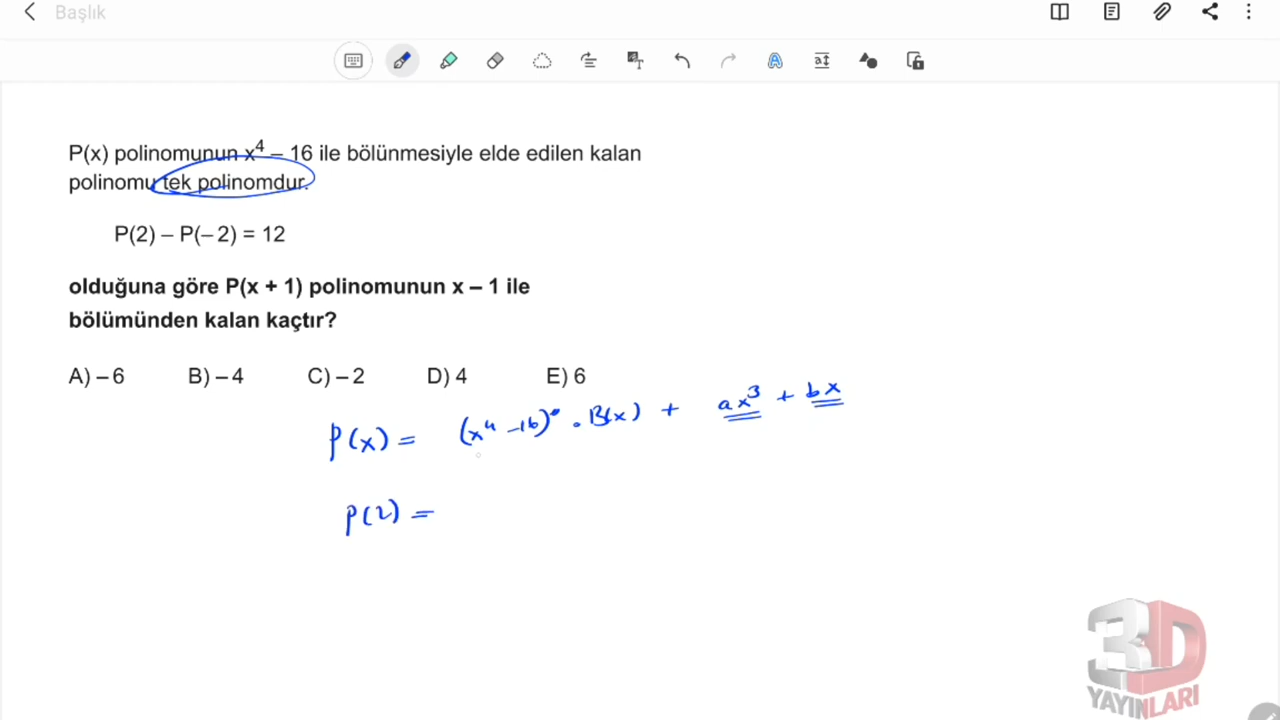 Başlık
P(x) polinomunun x⁴ – 16 ile bölünmesiyle elde edilen kalan
polinomu tek polinomdur.
P(2) – P(– 2) = 12
olduğuna göre P(x + 1) polinomunun x – 1 ile
bölümünden kalan kaçtır?
A) – 6 B) – 4 C) – 2 D) 4 E) 6
P(x) = (x⁴ – 16) · B(x) + ax³ + bx
P(2) =
3D
YAYINLARI